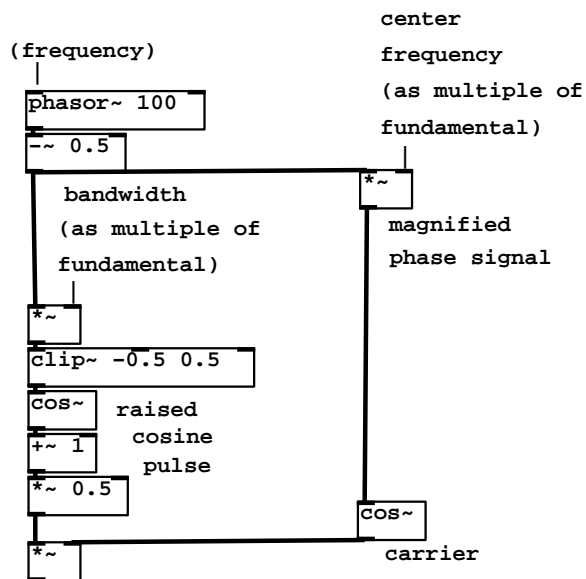 center
(frequency)
frequency
(as multiple of
fundamental)
phasor~ 100
-~ 0.5
*~
bandwidth
(as multiple of
fundamental)
magnified
phase signal
*~
clip~ -0.5 0.5
cos~
raised
cosine
pulse
+~ 1
*~ 0.5
cos~
carrier
*~